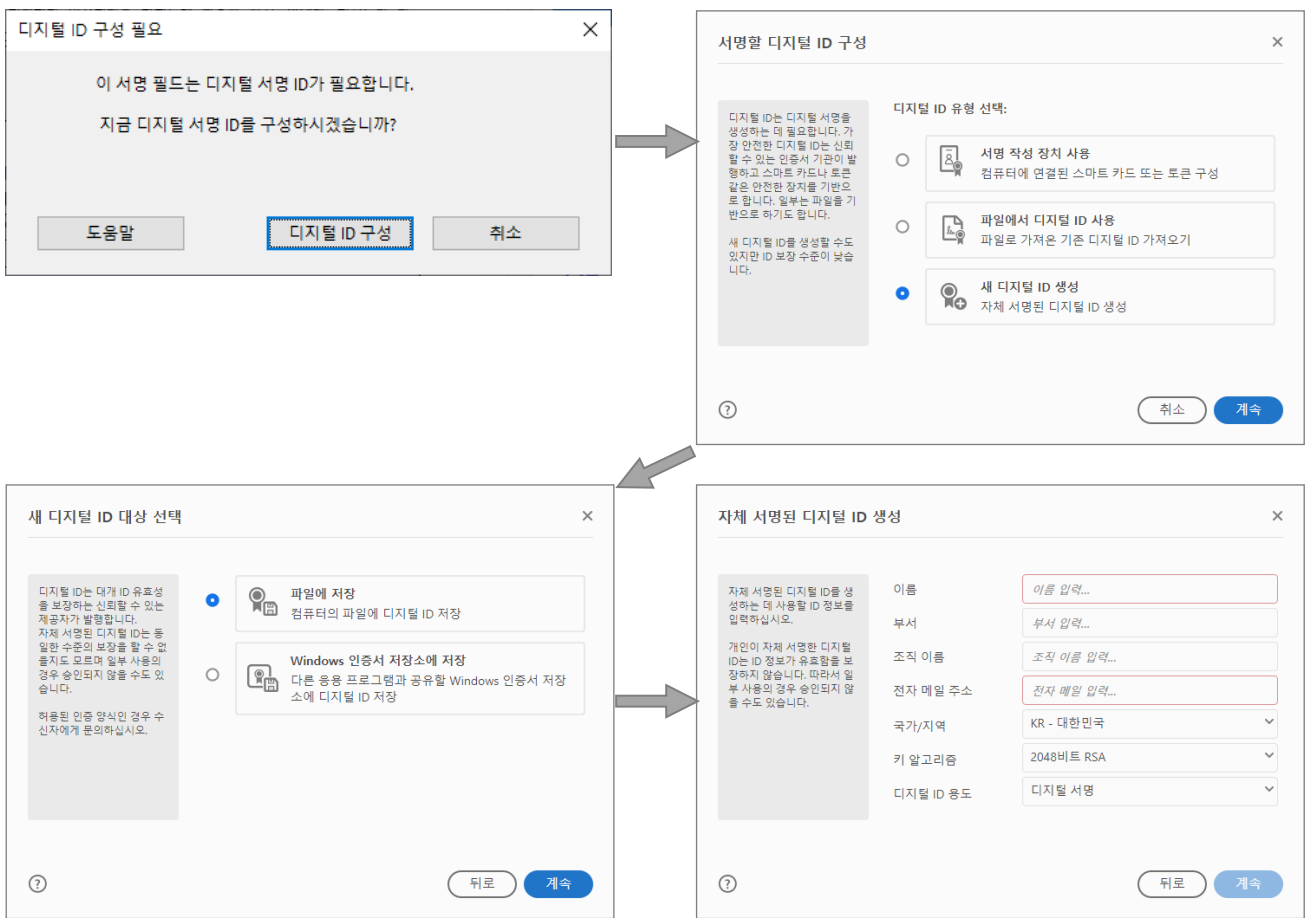 디지털 ID 구성 필요
이 서명 필드는 디지털 서명 ID가 필요합니다.
지금 디지털 서명 ID를 구성하시겠습니까?
도움말
디지털 ID 구성
취소
서명할 디지털 ID 구성
디지털 ID는 디지털 서명을
생성하는 데 필요합니다. 가
장 안전한 디지털 ID는 신뢰
할 수 있는 인증서 기관이 발
행하고 스마트 카드나 토큰
같은 안전한 장치를 기반으
로 합니다. 일부는 파일을 기
반으로 하기도 합니다.
새 디지털 ID를 생성할 수도
있지만 ID 보장 수준이 낮습
니다.
디지털 ID 유형 선택:
서명 작성 장치 사용
컴퓨터에 연결된 스마트 카드 또는 토큰 구성
파일에서 디지털 ID 사용
파일로 가져온 기존 디지털 ID 가져오기
새 디지털 ID 생성
자체 서명된 디지털 ID 생성
?
취소
계속
새 디지털 ID 대상 선택
디지털 ID는 대개 ID 유효성
을 보장하는 신뢰할 수 있는
제공자가 발행합니다.
자체 서명된 디지털 ID는 동
일한 수준의 보장을 할 수 없
을지도 모르며 일부 사용의
경우 승인되지 않을 수도 있
습니다.
허용된 인증 양식인 경우 수
신자에게 문의하십시오.
파일에 저장
컴퓨터의 파일에 디지털 ID 저장
Windows 인증서 저장소에 저장
다른 응용 프로그램과 공유할 Windows 인증서 저장
소에 디지털 ID 저장
?
뒤로
계속
자체 서명된 디지털 ID 생성
자체 서명된 디지털 ID를 생
성하는 데 사용할 ID 정보를
입력하십시오.
개인이 자체 서명한 디지털
ID는 ID 정보가 유효함을 보
장하지 않습니다. 따라서 일
부 사용의 경우 승인되지 않
을 수도 있습니다.
이름 이름 입력...
부서 부서 입력...
조직 이름 조직 이름 입력...
전자 메일 주소 전자 메일 입력...
국가/지역 KR - 대한민국
키 알고리즘 2048비트 RSA
디지털 ID 용도 디지털 서명
?
뒤로
계속